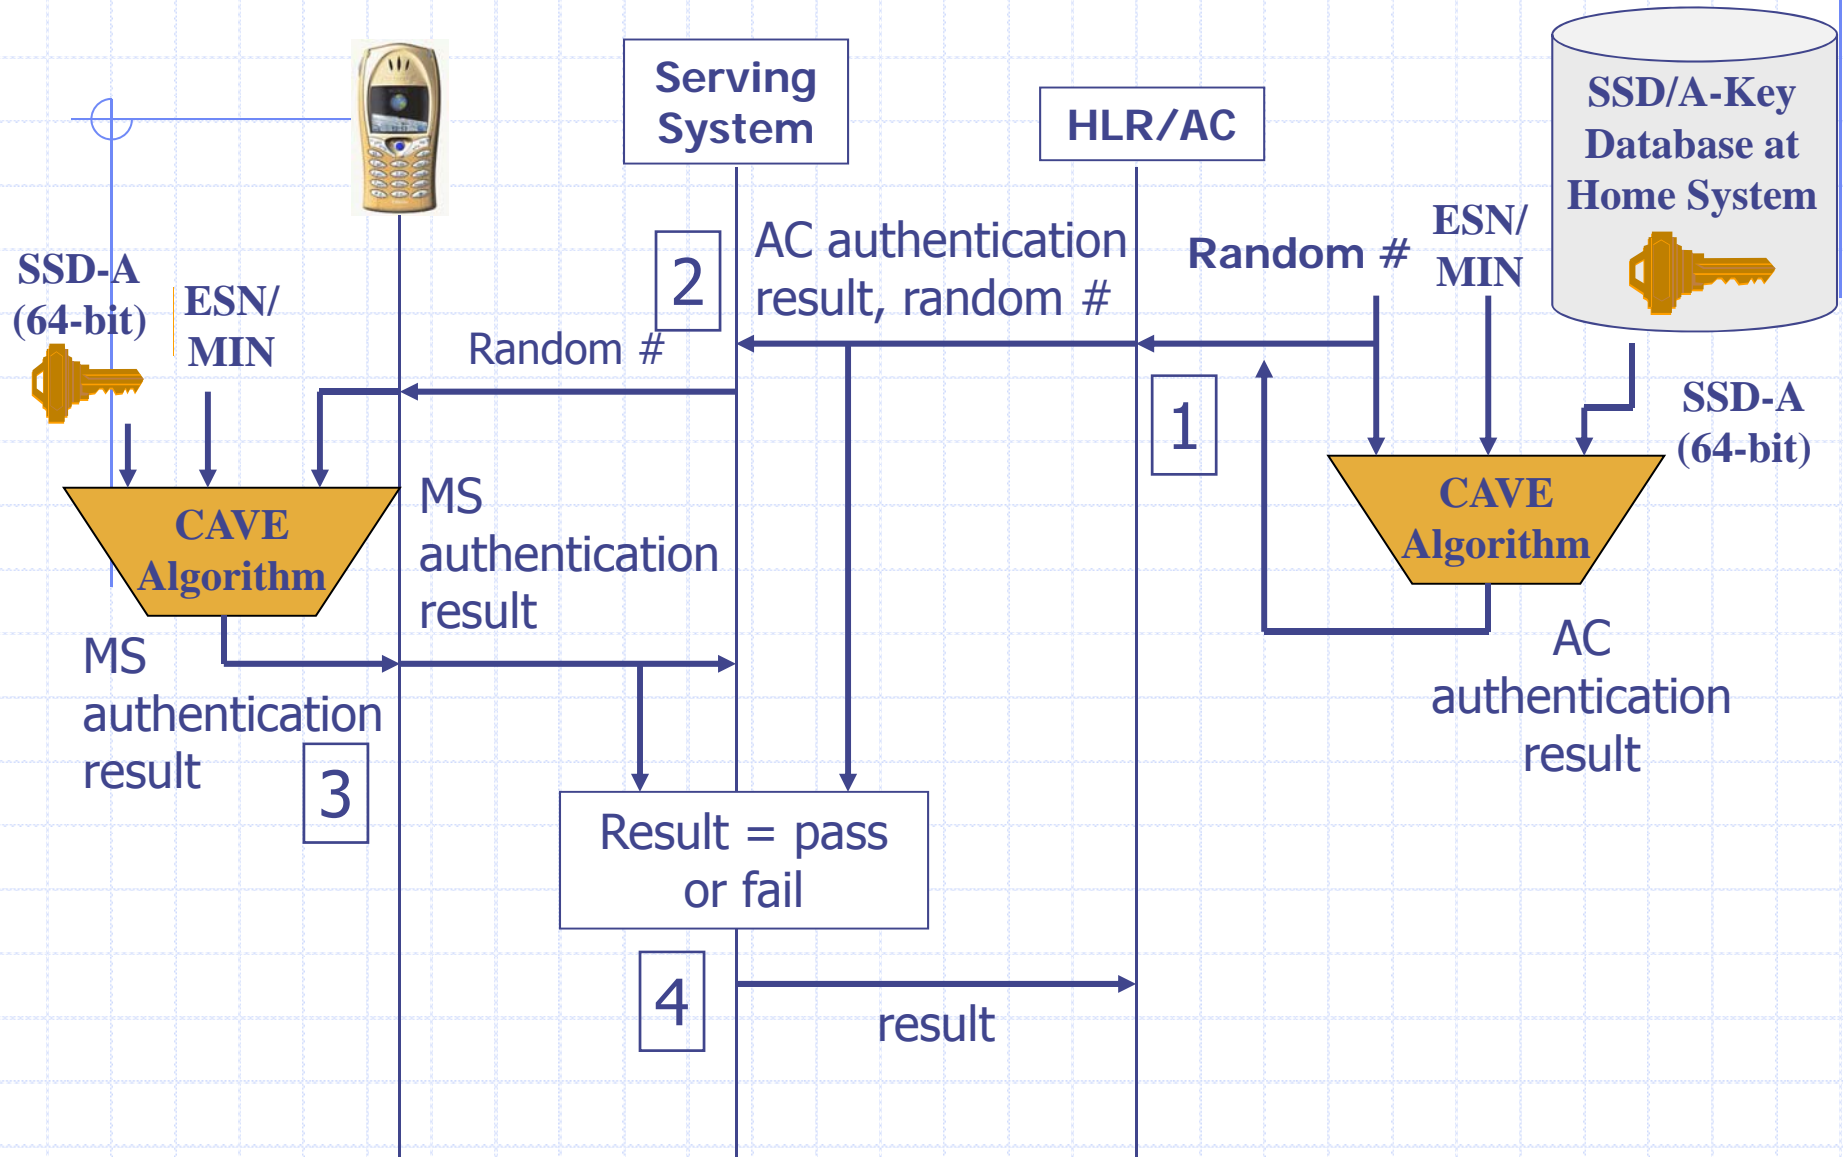 Serving
System
HLR/AC
SSD/A-Key
Database at
Home System
SSD-A
(64-bit)
ESN/
MIN
Random #
2
AC authentication
result, random #
Random #
ESN/
MIN
1
SSD-A
(64-bit)
CAVE
Algorithm
MS
authentication
result
CAVE
Algorithm
MS
authentication
result
3
AC
authentication
result
Result = pass
or fail
4
result